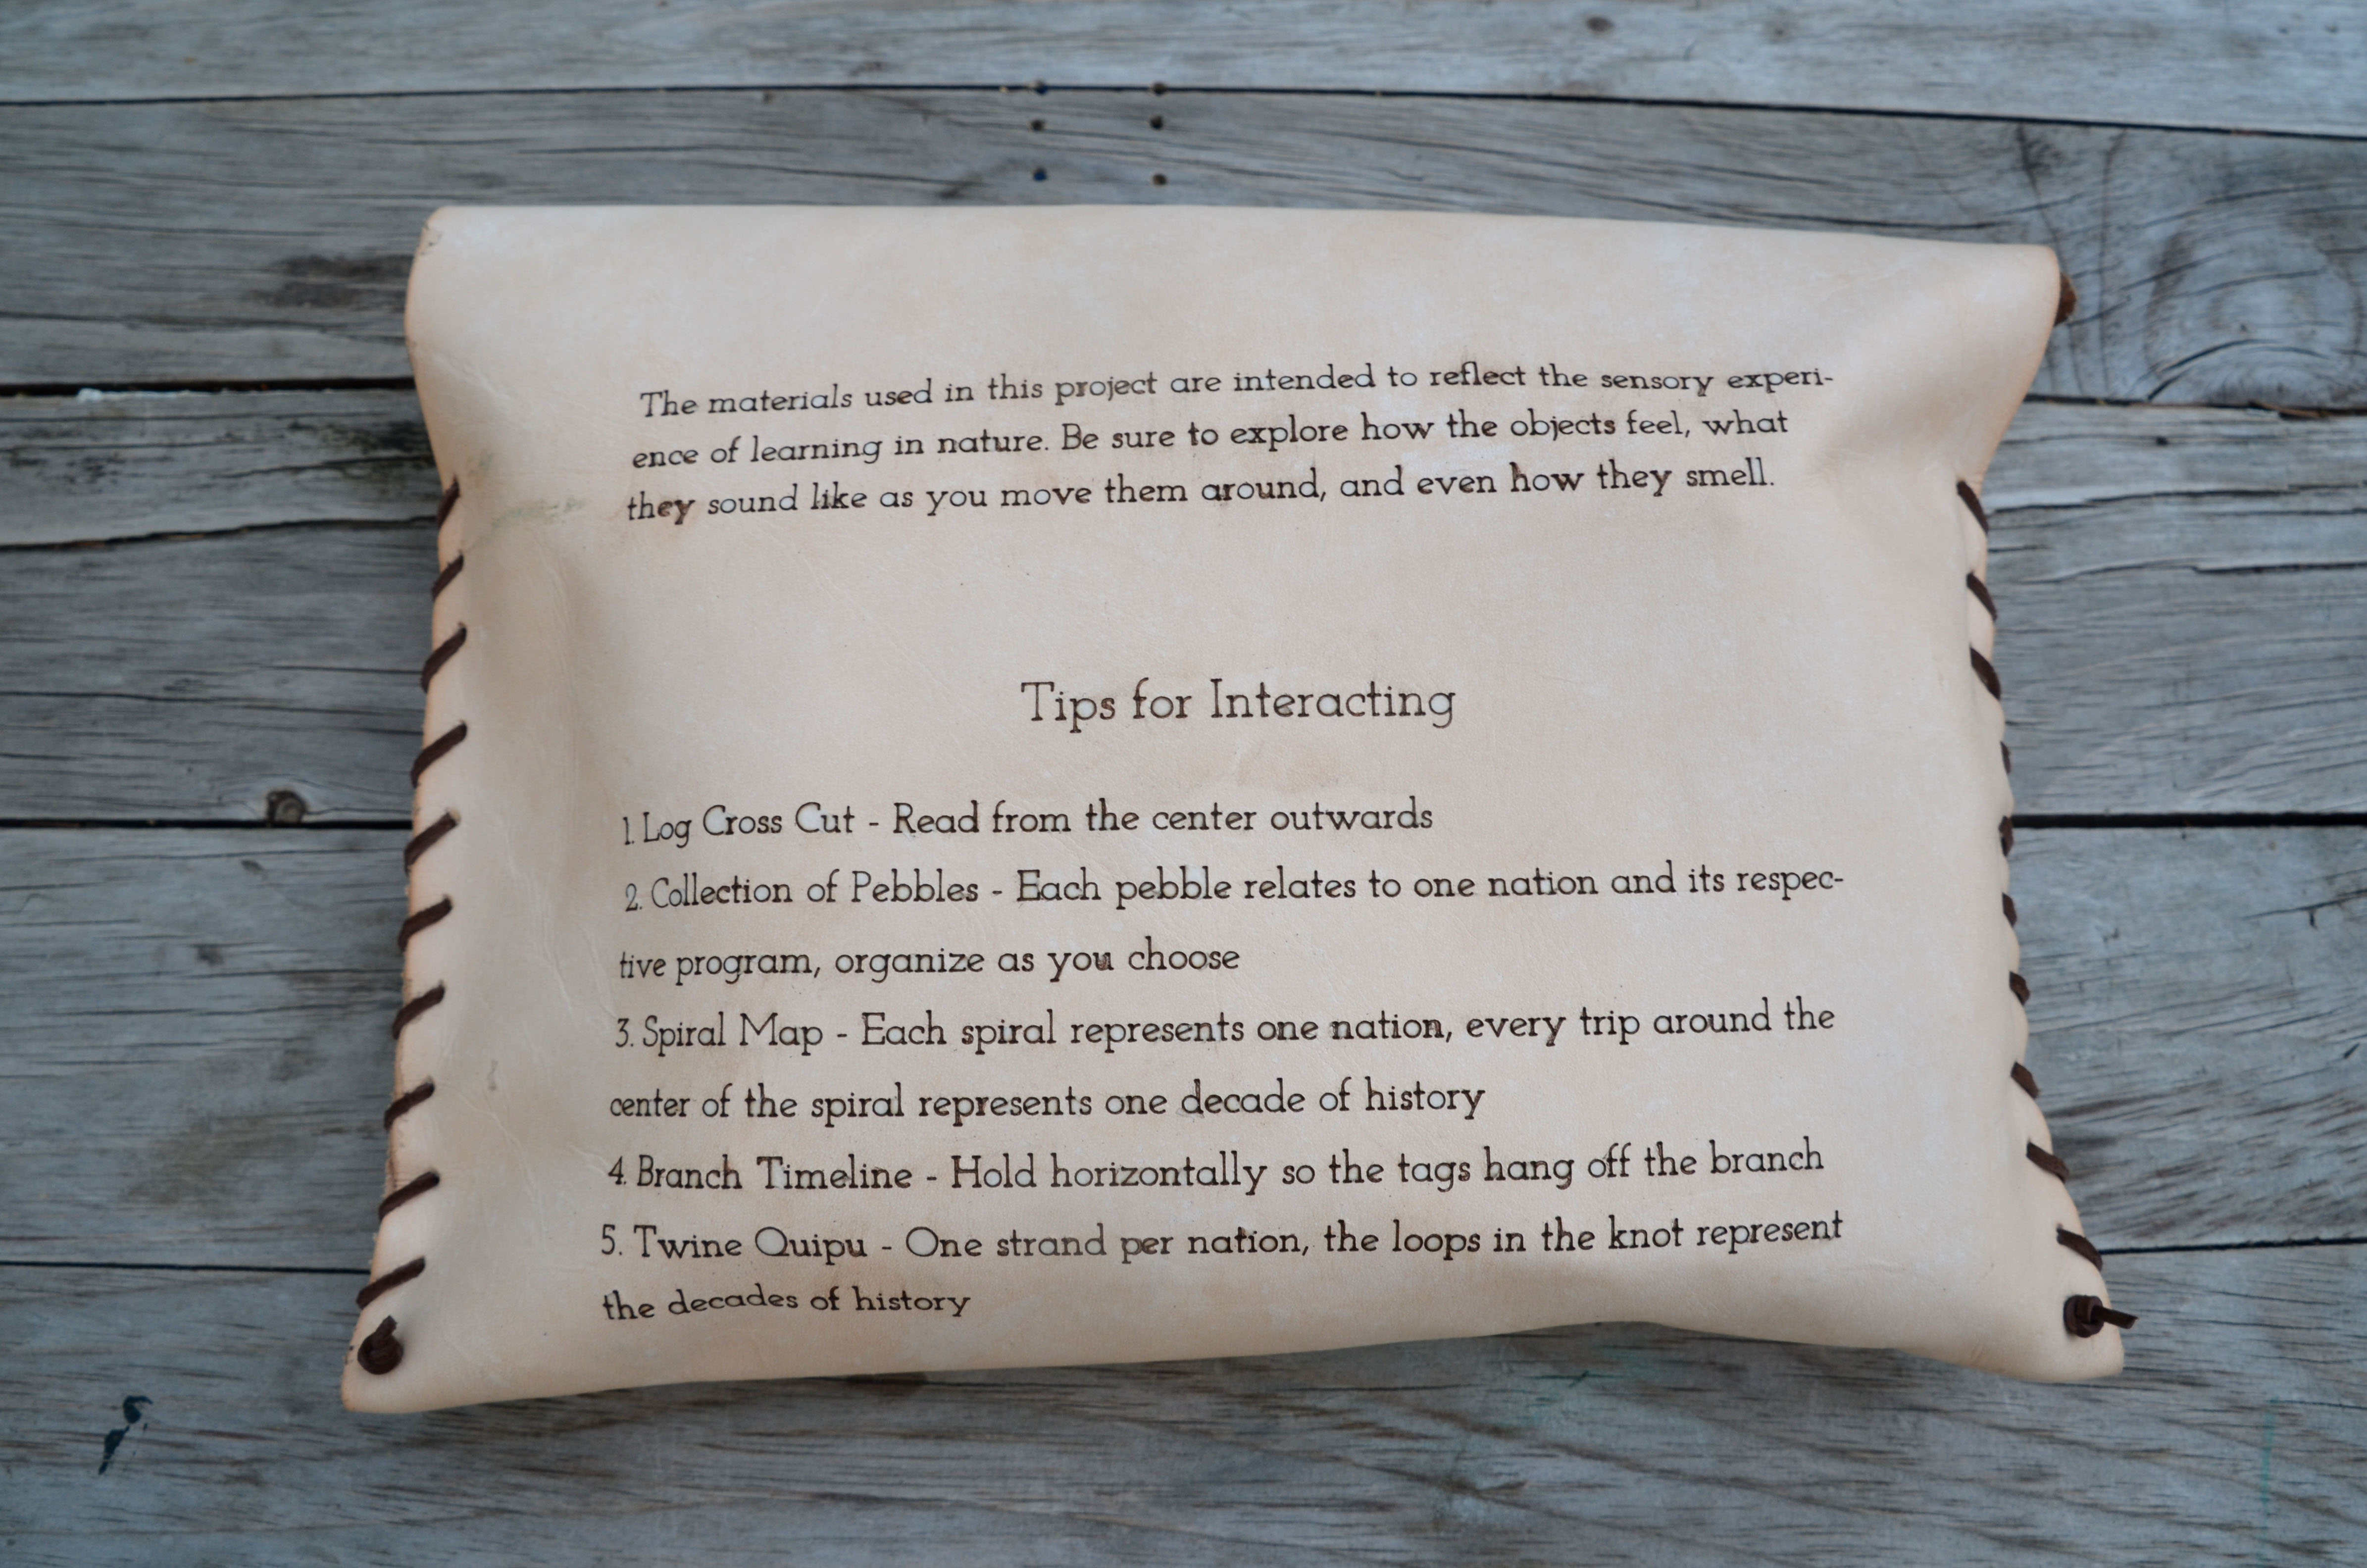 The materials used in this project are intended to reflect the sensory experi-
ence of learning in nature. Be sure to explore how the objects feel, what
they sound like as you move them around, and even how they smell.
Tips for Interacting
1. Log Cross Cut - Read from the center outwards
2. Collection of Pebbles - Each pebble relates to one nation and its respec-
tive program, organize as you choose
3. Spiral Map - Each spiral represents one nation, every trip around the
center of the spiral represents one decade of history
4. Branch Timeline - Hold horizontally so the tags hang off the branch
5. Twine Quipu - One strand per nation, the loops in the knot represent
the decades of history